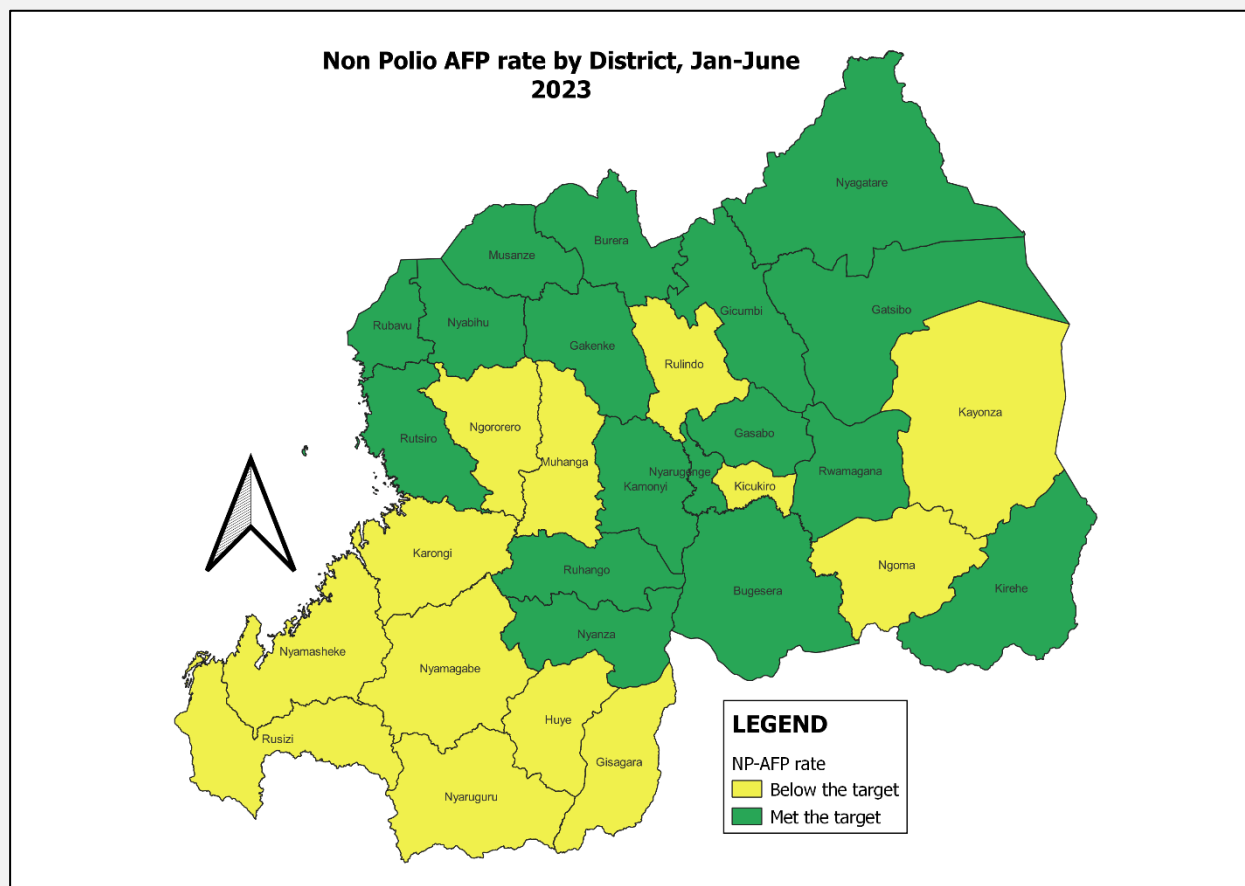 Non Polio AFP rate by District, Jan-June
2023
Nyagatare
Burera
Musanze
Gicumbi
Gatsibo
Rubavu
Nyabihu
Gakenke
Rulindo
Kayonza
Ngororero
Gasabo
Rutsiro
Muhanga
Nyarugenge
Rwamagana
Kamonyi
Kicukiro
Karongi
Ngoma
Ruhango
Bugesera
Kirehe
Nyanza
Nyamasheke
Nyamagabe
Huye
Rusizi
Gisagara
Nyaruguru
LEGEND
NP-AFP rate
Below the target
Met the target